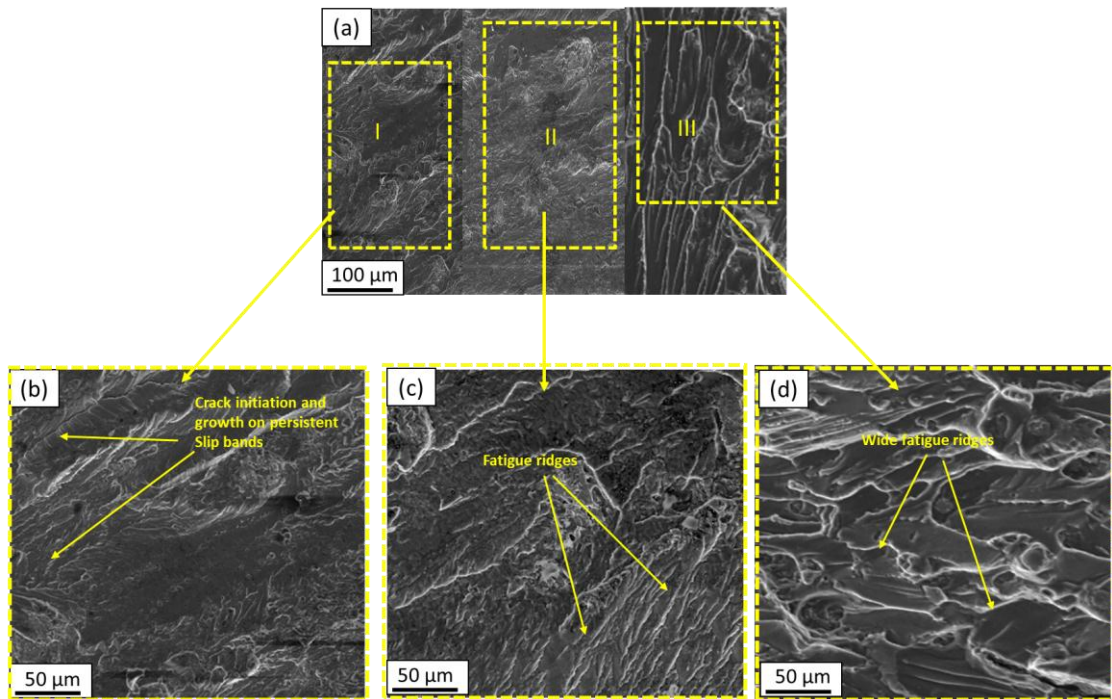 (a)
I
II
III
100 µm
(b)
Crack initiation and
growth on persistent
Slip bands
50 µm
(c)
Fatigue ridges
50 µm
(d)
Wide fatigue ridges
50 µm